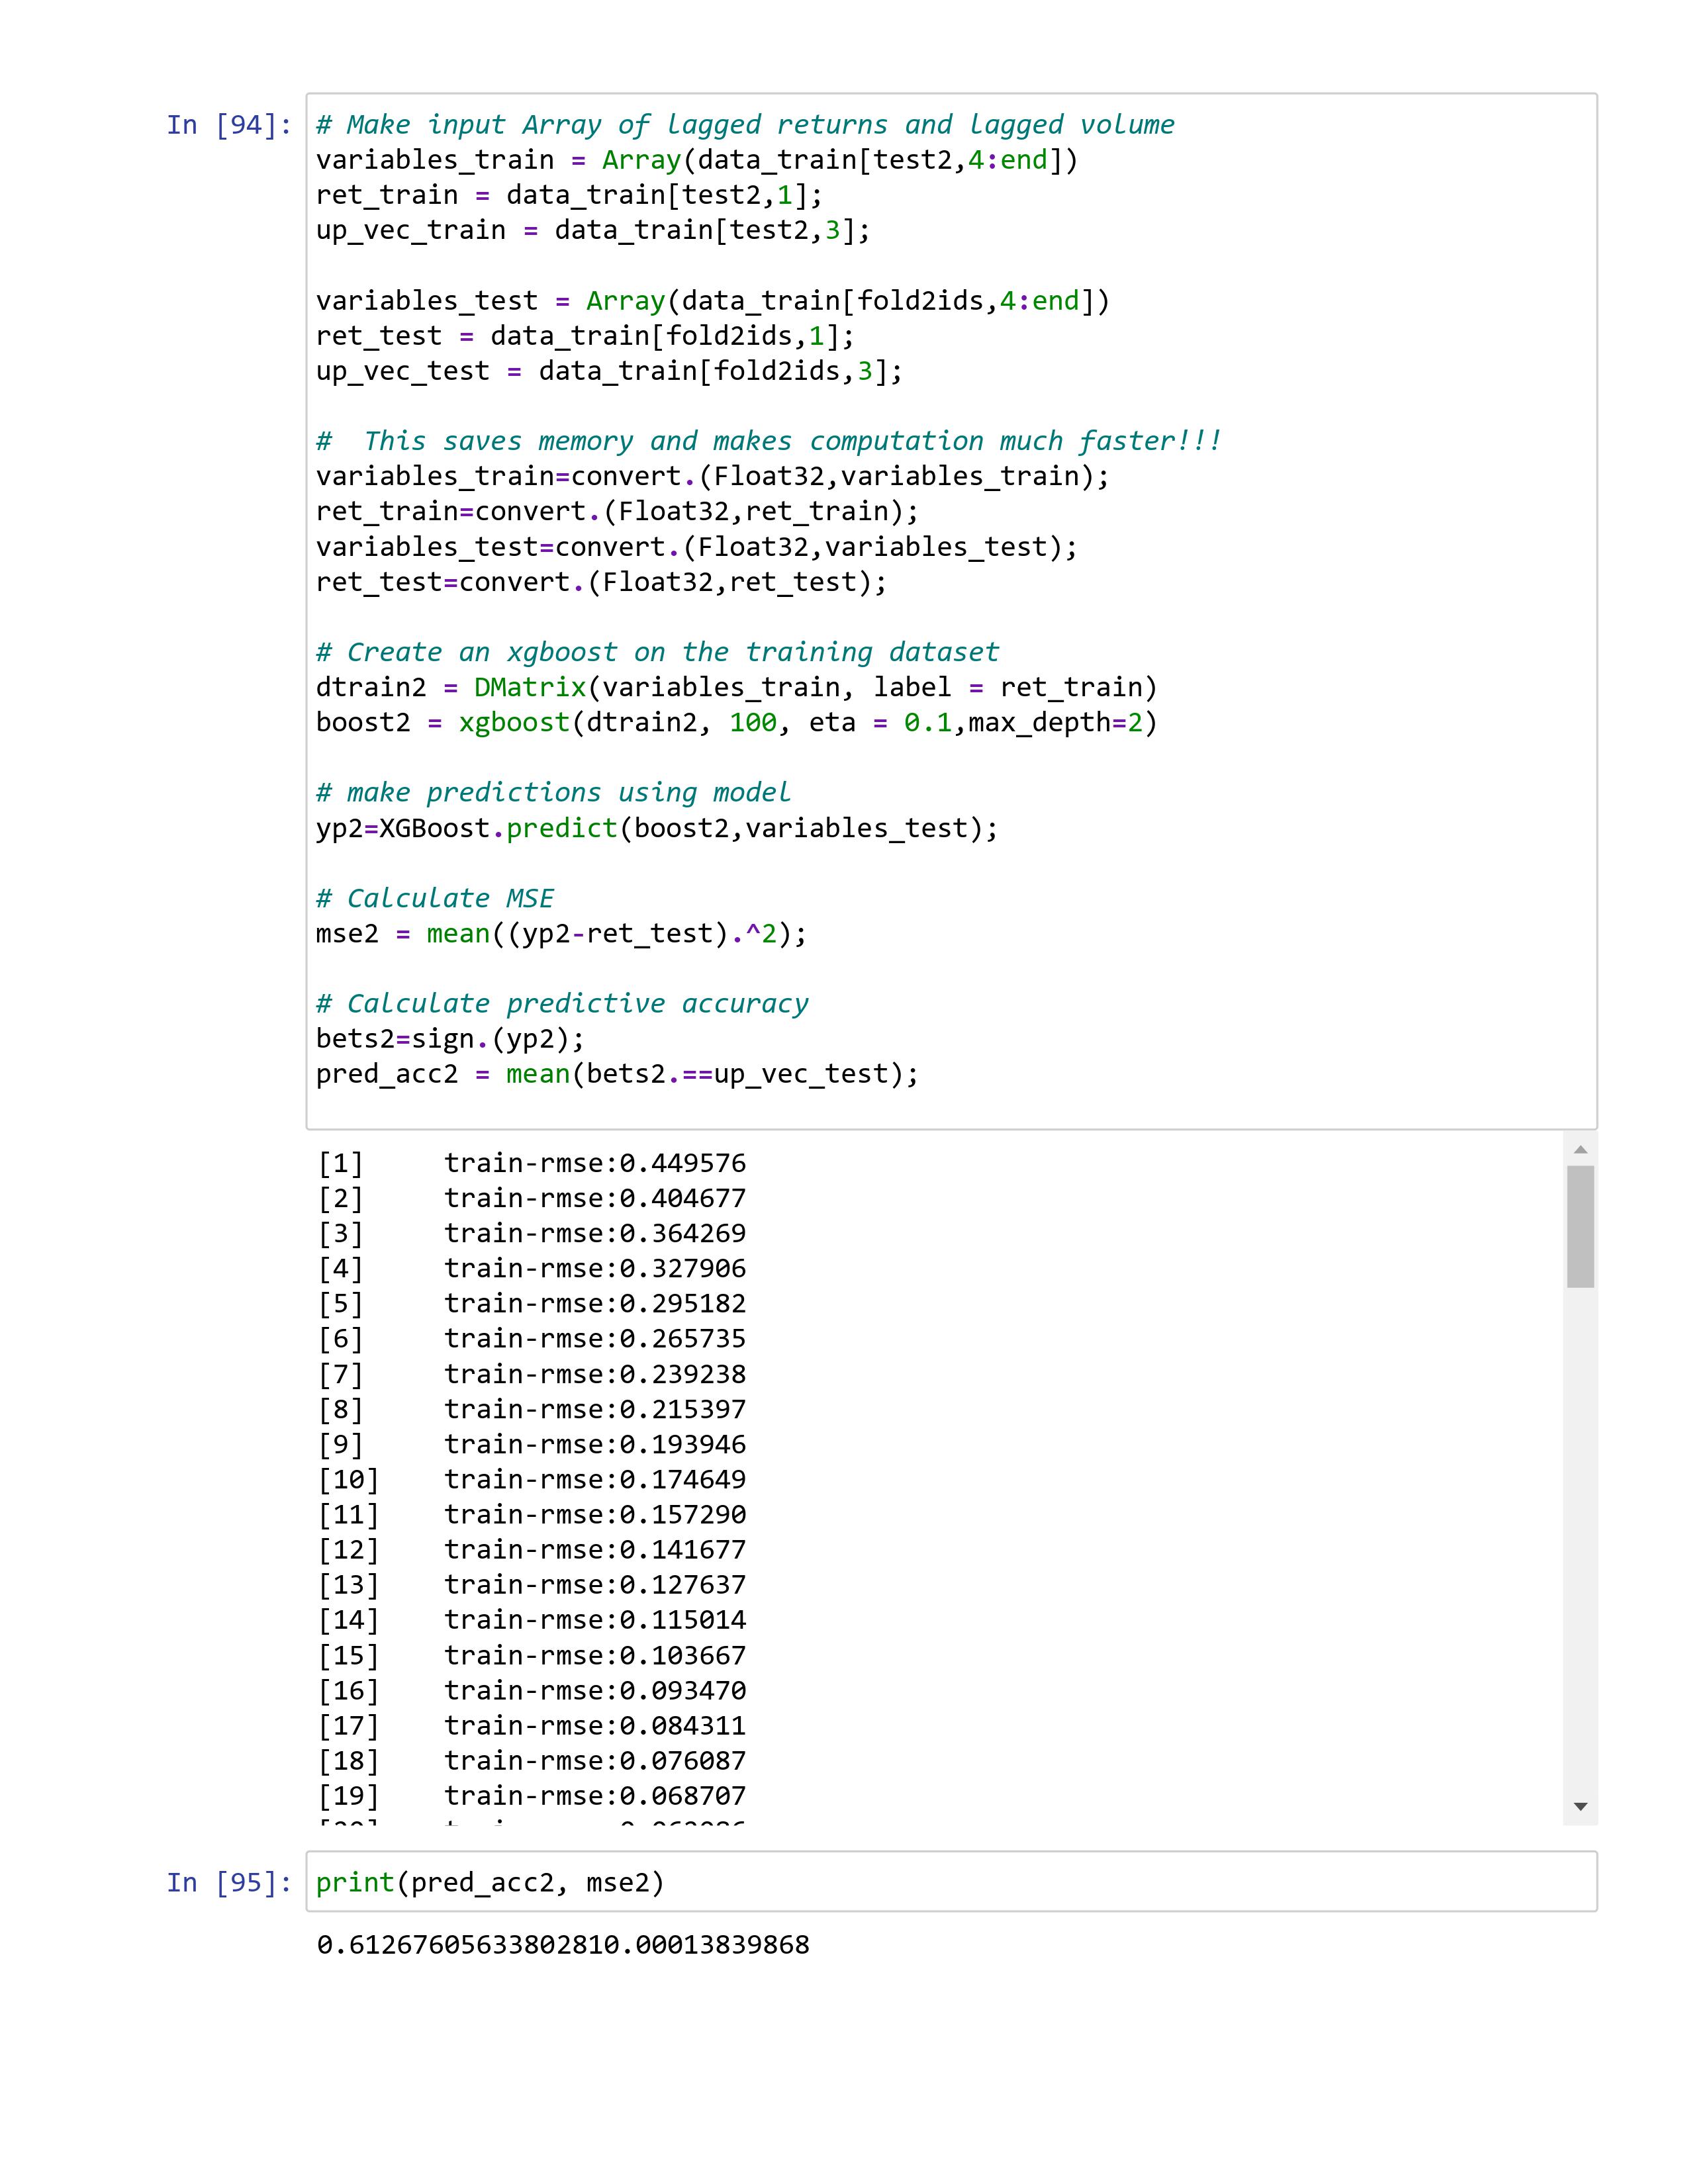 In [94]:
# Make input Array of lagged returns and lagged volume
variables_train = Array(data_train[test2,4:end])
ret_train = data_train[test2,1];
up_vec_train = data_train[test2,3];
variables_test = Array(data_train[fold2ids,4:end])
ret_test = data_train[fold2ids,1];
up_vec_test = data_train[fold2ids,3];
#  This saves memory and makes computation much faster!!!
variables_train=convert.(Float32,variables_train);
ret_train=convert.(Float32,ret_train);
variables_test=convert.(Float32,variables_test);
ret_test=convert.(Float32,ret_test);
# Create an xgboost on the training dataset
dtrain2 = DMatrix(variables_train, label = ret_train)
boost2 = xgboost(dtrain2, 100, eta = 0.1,max_depth=2)
# make predictions using model
yp2=XGBoost.predict(boost2,variables_test);
# Calculate MSE
mse2 = mean((yp2-ret_test).^2);
# Calculate predictive accuracy
bets2=sign.(yp2);
pred_acc2 = mean(bets2.==up_vec_test);
[1]     train-rmse:0.449576
[2]     train-rmse:0.404677
[3]     train-rmse:0.364269
[4]     train-rmse:0.327906
[5]     train-rmse:0.295182
[6]     train-rmse:0.265735
[7]     train-rmse:0.239238
[8]     train-rmse:0.215397
[9]     train-rmse:0.193946
[10]    train-rmse:0.174649
[11]    train-rmse:0.157290
[12]    train-rmse:0.141677
[13]    train-rmse:0.127637
[14]    train-rmse:0.115014
[15]    train-rmse:0.103667
[16]    train-rmse:0.093470
[17]    train-rmse:0.084311
[18]    train-rmse:0.076087
[19]    train-rmse:0.068707
In [95]:
print(pred_acc2, mse2)
0.61267605633802810.00013839868